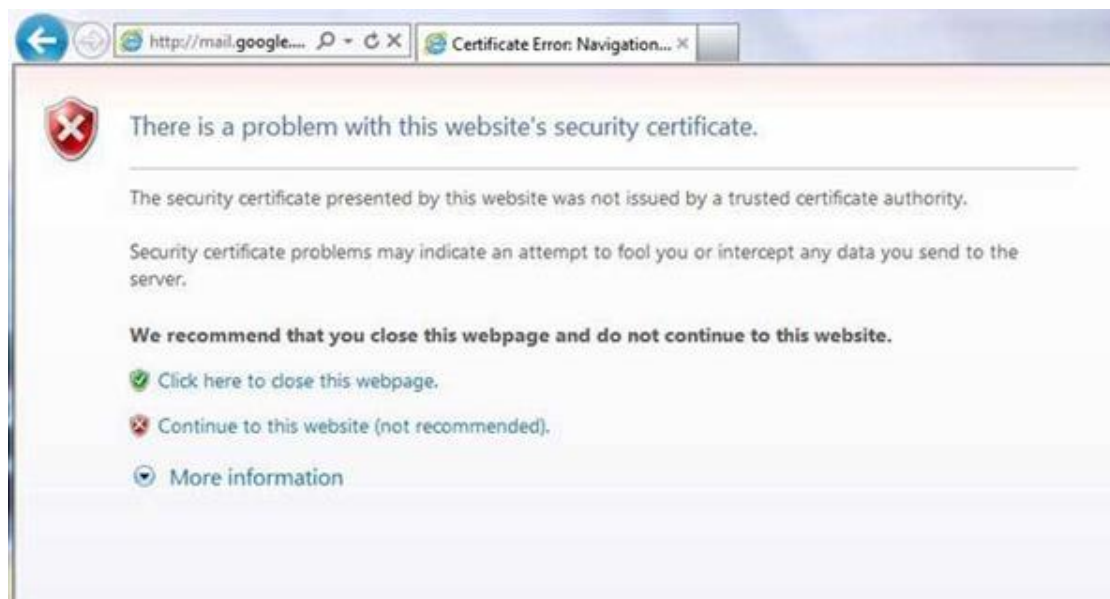 http://mail.google....
Certificate Error: Navigation...
There is a problem with this website's security certificate.
The security certificate presented by this website was not issued by a trusted certificate authority.
Security certificate problems may indicate an attempt to fool you or intercept any data you send to the
server.
We recommend that you close this webpage and do not continue to this website.
Click here to close this webpage.
Continue to this website (not recommended).
More information